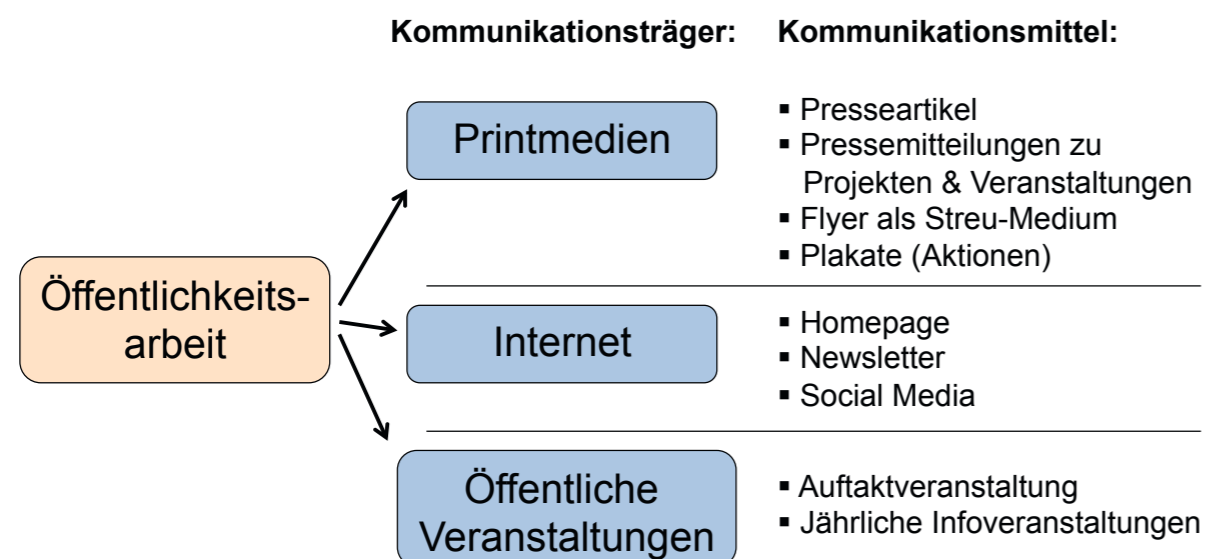 Kommunikationsträger: Kommunikationsmittel:
Printmedien
▪ Presseartikel
▪ Pressemitteilungen zu
Projekten & Veranstaltungen
▪ Flyer als Streu-Medium
▪ Plakate (Aktionen)
Öffentlichkeits-
arbeit
Internet
▪ Homepage
▪ Newsletter
▪ Social Media
Öffentliche
Veranstaltungen
▪ Auftaktveranstaltung
▪ Jährliche Infoveranstaltungen